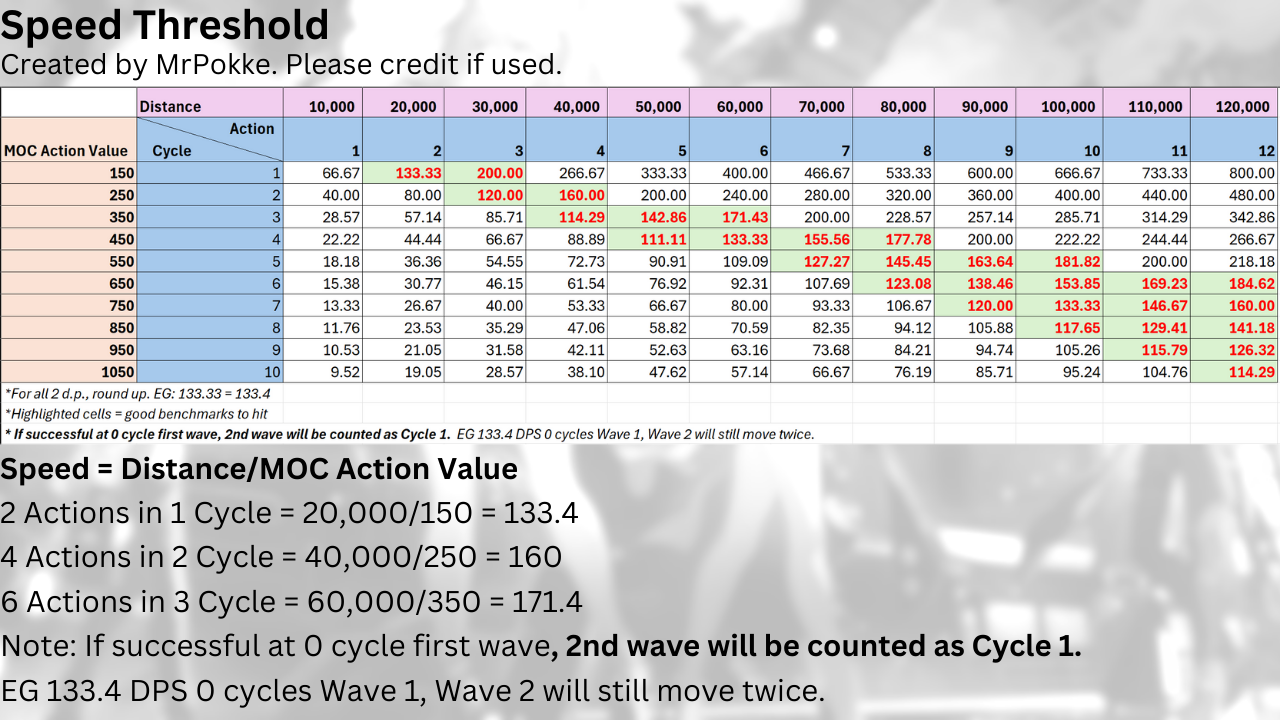 Speed Threshold
Created by MrPokke. Please credit if used.
Distance 10,000 20,000 30,000 40,000 50,000 60,000 70,000 80,000 90,000 100,000 110,000 120,000
Action
MOC Action Value Cycle 1 2 3 4 5 6 7 8 9 10 11 12
150 1 66.67 133.33 200.00 266.67 333.33 400.00 466.67 533.33 600.00 666.67 733.33 800.00
250 2 40.00 80.00 120.00 160.00 200.00 240.00 280.00 320.00 360.00 400.00 440.00 480.00
350 3 28.57 57.14 85.71 114.29 142.86 171.43 200.00 228.57 257.14 285.71 314.29 342.86
450 4 22.22 44.44 66.67 88.89 111.11 133.33 155.56 177.78 200.00 222.22 244.44 266.67
550 5 18.18 36.36 54.55 72.73 90.91 109.09 127.27 145.45 163.64 181.82 200.00 218.18
650 6 15.38 30.77 46.15 61.54 76.92 92.31 107.69 123.08 138.46 153.85 169.23 184.62
750 7 13.33 26.67 40.00 53.33 66.67 80.00 93.33 106.67 120.00 133.33 146.67 160.00
850 8 11.76 23.53 35.29 47.06 58.82 70.59 82.35 94.12 105.88 117.65 129.41 141.18
950 9 10.53 21.05 31.58 42.11 52.63 63.16 73.68 84.21 94.74 105.26 115.79 126.32
1050 10 9.52 19.05 28.57 38.10 47.62 57.14 66.67 76.19 85.71 95.24 104.76 114.29
*For all 2 d.p., round up. EG: 133.33 = 133.4
*Highlighted cells = good benchmarks to hit
* If successful at 0 cycle first wave, 2nd wave will be counted as Cycle 1. EG 133.4 DPS 0 cycles Wave 1, Wave 2 will still move twice.
Speed = Distance/MOC Action Value
2 Actions in 1 Cycle = 20,000/150 = 133.4
4 Actions in 2 Cycle = 40,000/250 = 160
6 Actions in 3 Cycle = 60,000/350 = 171.4
Note: If successful at 0 cycle first wave, 2nd wave will be counted as Cycle 1.
EG 133.4 DPS 0 cycles Wave 1, Wave 2 will still move twice.